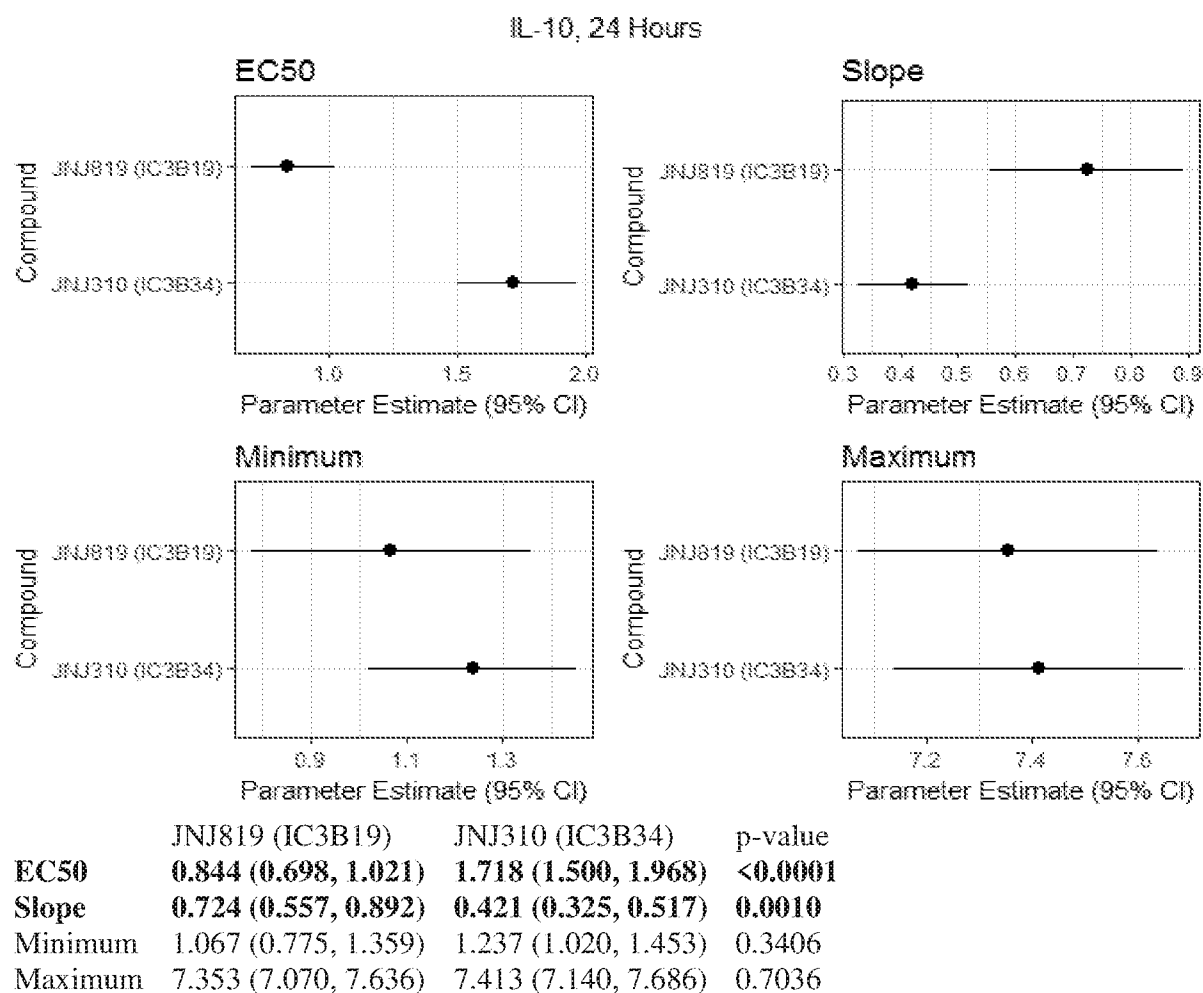 IL-10, 24 Hours
EC50
Compound
JNJ819 (IC3B19)
JNJ310 (IC3B34)
1.0 1.5 2.0
Parameter Estimate (95% CI)
Slope
Compound
JNJ819 (IC3B19)
JNJ310 (IC3B34)
0.3 0.4 0.5 0.6 0.7 0.8 0.9
Parameter Estimate (95% CI)
Minimum
Compound
JNJ819 (IC3B19)
JNJ310 (IC3B34)
0.9 1.1 1.3
Parameter Estimate (95% CI)
Maximum
Compound
JNJ819 (IC3B19)
JNJ310 (IC3B34)
7.2 7.4 7.6
Parameter Estimate (95% CI)
JNJ819 (IC3B19) JNJ310 (IC3B34) p-value
EC50 0.844 (0.698, 1.021) 1.718 (1.500, 1.968) <0.0001
Slope 0.724 (0.557, 0.892) 0.421 (0.325, 0.517) 0.0010
Minimum 1.067 (0.775, 1.359) 1.237 (1.020, 1.453) 0.3406
Maximum 7.353 (7.070, 7.636) 7.413 (7.140, 7.686) 0.7036